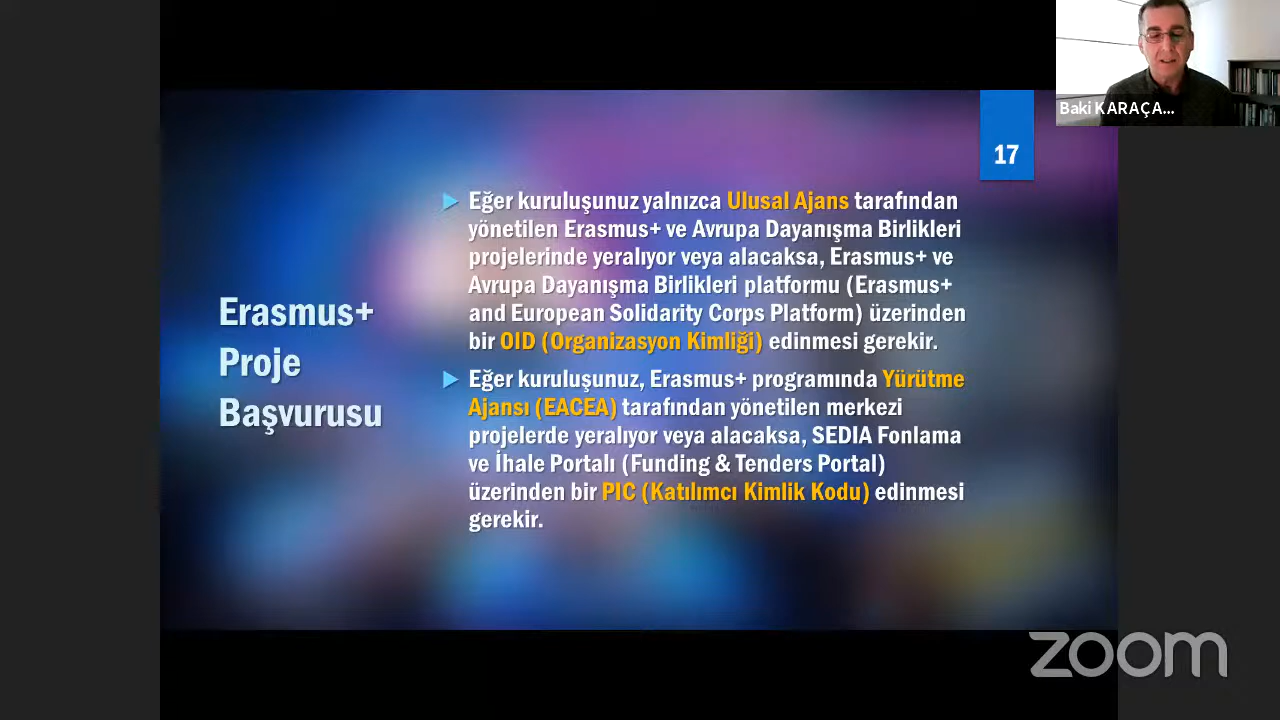 Baki KARAÇA...
17
Erasmus+
Proje
Başvurusu
Eğer kuruluşunuz yalnızca Ulusal Ajans tarafından
yönetilen Erasmus+ ve Avrupa Dayanışma Birlikleri
projelerinde yeralıyor veya alacaksa, Erasmus+ ve
Avrupa Dayanışma Birlikleri platformu (Erasmus+
and European Solidarity Corps Platform) üzerinden
bir OID (Organizasyon Kimliği) edinmesi gerekir.
Eğer kuruluşunuz, Erasmus+ programında Yürütme
Ajansı (EACEA) tarafından yönetilen merkezi
projelerde yeralıyor veya alacaksa, SEDIA Fonlama
ve İhale Portalı (Funding & Tenders Portal)
üzerinden bir PIC (Katılımcı Kimlik Kodu) edinmesi
gerekir.
zoom